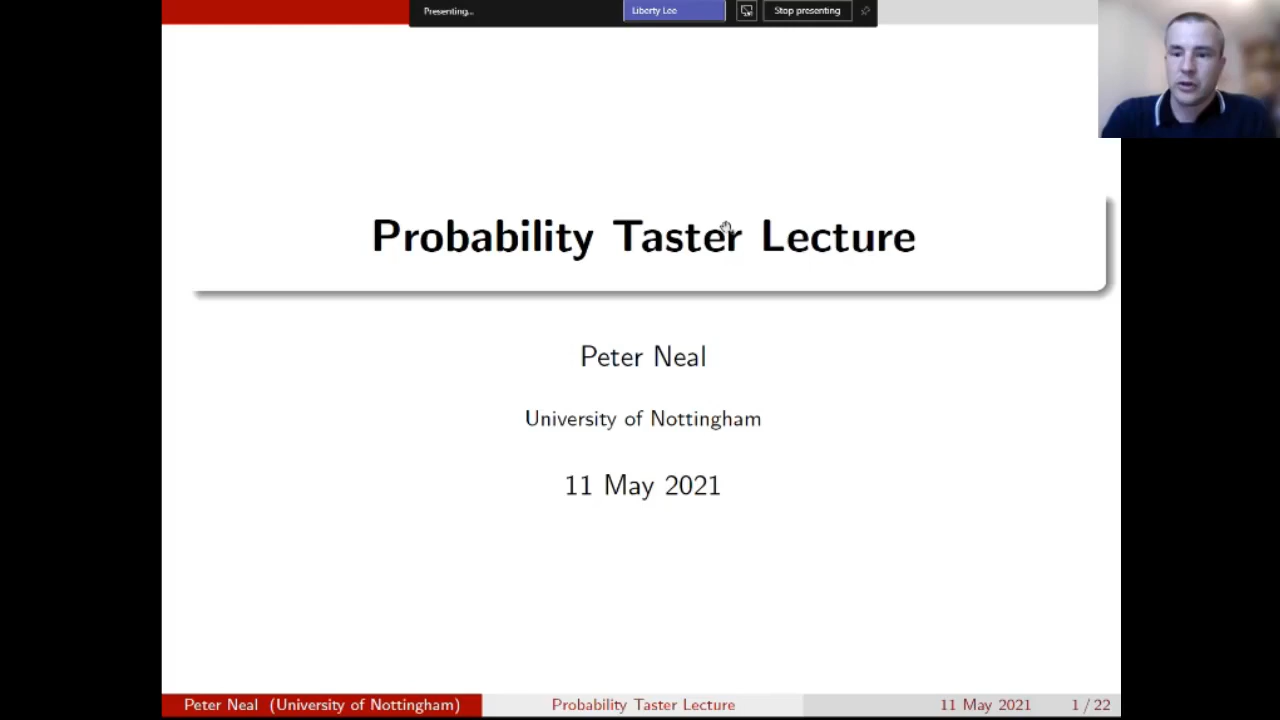 Presenting...
Liberty Lee
Stop presenting
Probability Taster Lecture
Peter Neal
University of Nottingham
11 May 2021
Peter Neal (University of Nottingham)
Probability Taster Lecture
11 May 2021
1 / 22